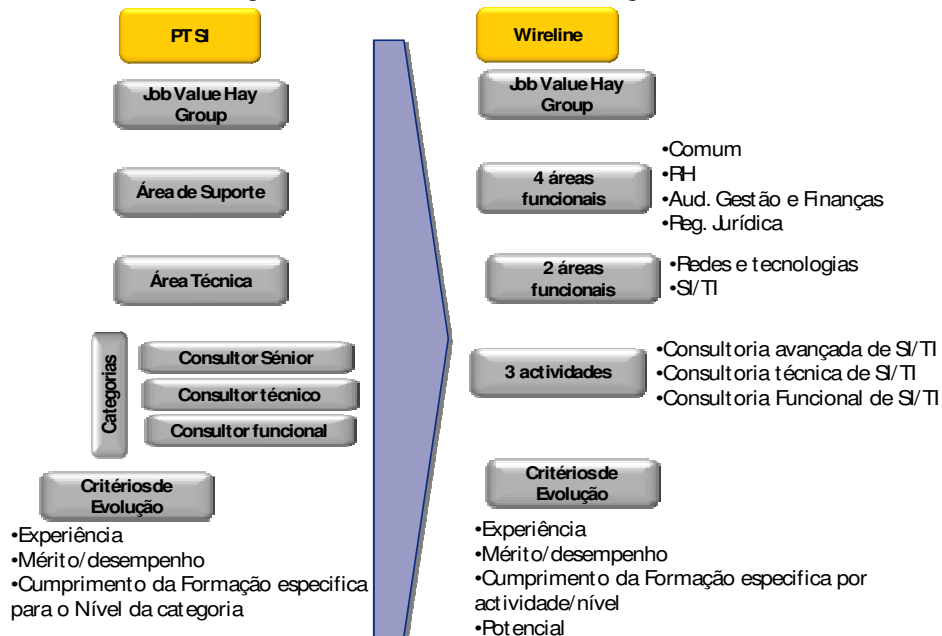 PT SI
Job Value Hay
Group
Área de Suporte
Área Técnica
Categorias
Consultor Sénior
Consultor técnico
Consultor funcional
Critérios de
Evolução
•Experiência
•Mérito/desempenho
•Cumprimento da Formação especifica
para o Nível da categoria
Wireline
Job Value Hay
Group
4 áreas
funcionais
•Comum
•RH
•Aud. Gestão e Finanças
•Reg. Jurídica
2 áreas
funcionais
•Redes e tecnologias
•SI/TI
3 actividades
•Consultoria avançada de SI/TI
•Consultoria técnica de SI/TI
•Consultoria Funcional de SI/TI
Critérios de
Evolução
•Experiência
•Mérito/desempenho
•Cumprimento da Formação especifica por
actividade/nível
•Potencial